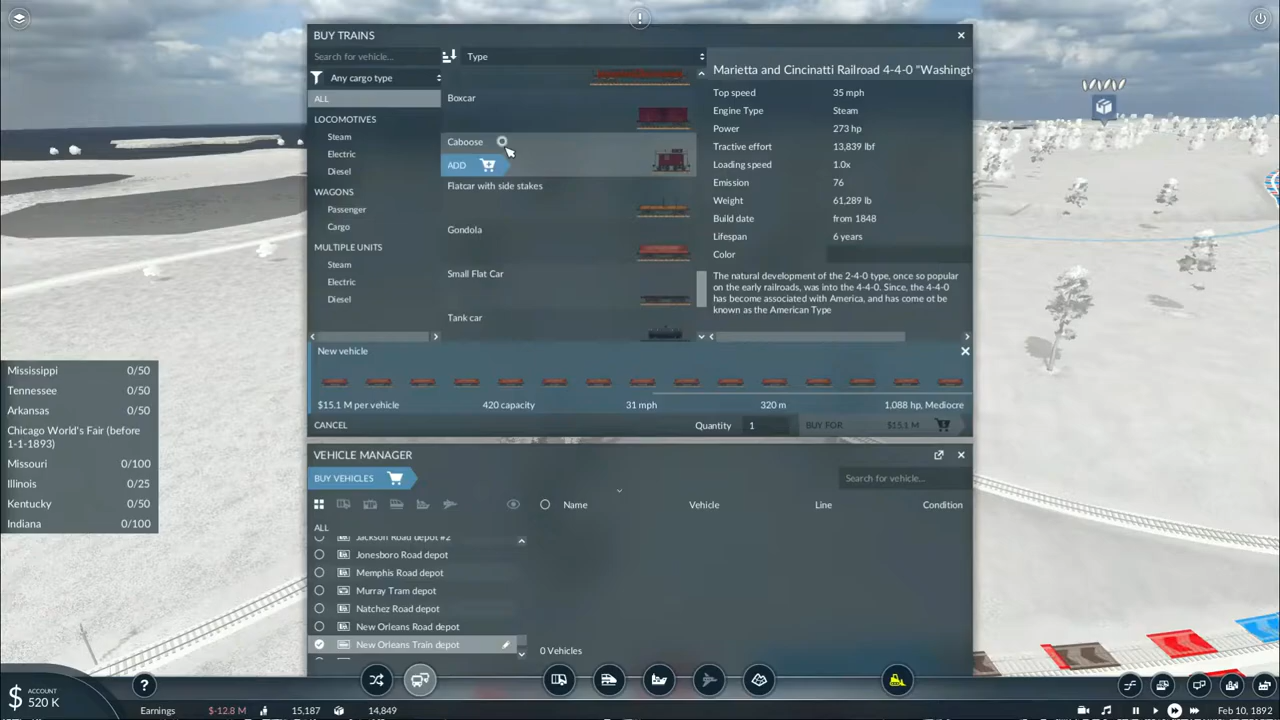 BUY TRAINS
Search for vehicle...
Type
Any cargo type
ALL
LOCOMOTIVES
Steam
Electric
Diesel
WAGONS
Passenger
Cargo
MULTIPLE UNITS
Steam
Electric
Diesel
Boxcar
Caboose
ADD
Flatcar with side stakes
Gondola
Small Flat Car
Tank car
Marietta and Cincinatti Railroad 4-4-0 "Washingt
Top speed 35 mph
Engine Type Steam
Power 273 hp
Tractive effort 13,839 lbf
Loading speed 1.0x
Emission 76
Weight 61,289 lb
Build date from 1848
Lifespan 6 years
Color
The natural development of the 2-4-0 type, once so popular
on the early railroads, was into the 4-4-0. Since, the 4-4-0
has become associated with America, and has come ot be
known as the American Type
New vehicle
$15.1 M per vehicle 420 capacity 31 mph 320 m 1,088 hp, Mediocre
CANCEL Quantity 1 BUY FOR $15.1 M
Mississippi 0/50
Tennessee 0/50
Arkansas 0/50
Chicago World's Fair (before
1-1-1893)
Missouri 0/100
Illinois 0/25
Kentucky 0/50
Indiana 0/100
VEHICLE MANAGER
BUY VEHICLES
Search for vehicle...
Name Vehicle Line Condition
ALL
Jackson Road depot #2
Jonesboro Road depot
Memphis Road depot
Murray Tram depot
Natchez Road depot
New Orleans Road depot
New Orleans Train depot
0 Vehicles
$ ACCOUNT
520 K
?
Earnings $-12.8 M 15,187 14,849
Feb 10, 1892